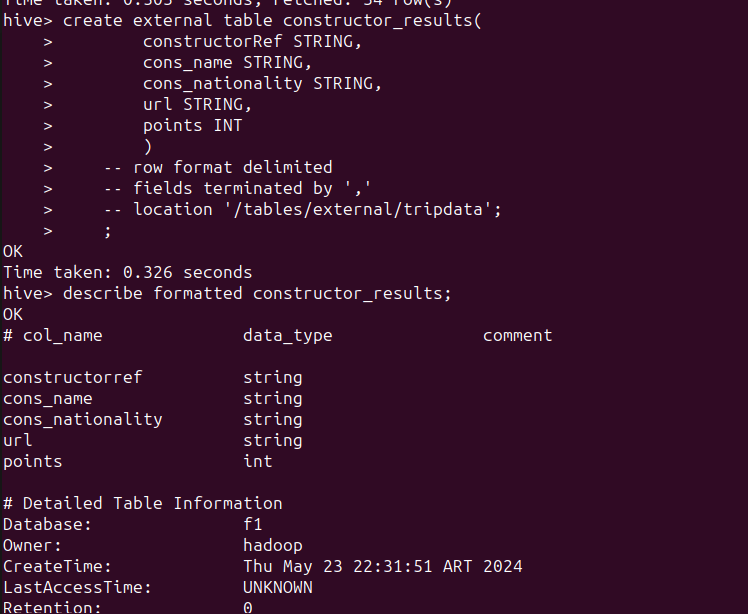 Time taken: 0.305 seconds, Fetched: 34 row(s)
hive> create external table constructor_results(
    >         constructorRef STRING,
    >         cons_name STRING,
    >         cons_nationality STRING,
    >         url STRING,
    >         points INT
    >         )
    >     -- row format delimited
    >     -- fields terminated by ','
    >     -- location '/tables/external/tripdata';
    >     ;
OK
Time taken: 0.326 seconds
hive> describe formatted constructor_results;
OK
# col_name              data_type               comment
constructorref          string
cons_name               string
cons_nationality        string
url                     string
points                  int
# Detailed Table Information
Database:               f1
Owner:                  hadoop
CreateTime:             Thu May 23 22:31:51 ART 2024
LastAccessTime:         UNKNOWN
Retention:              0